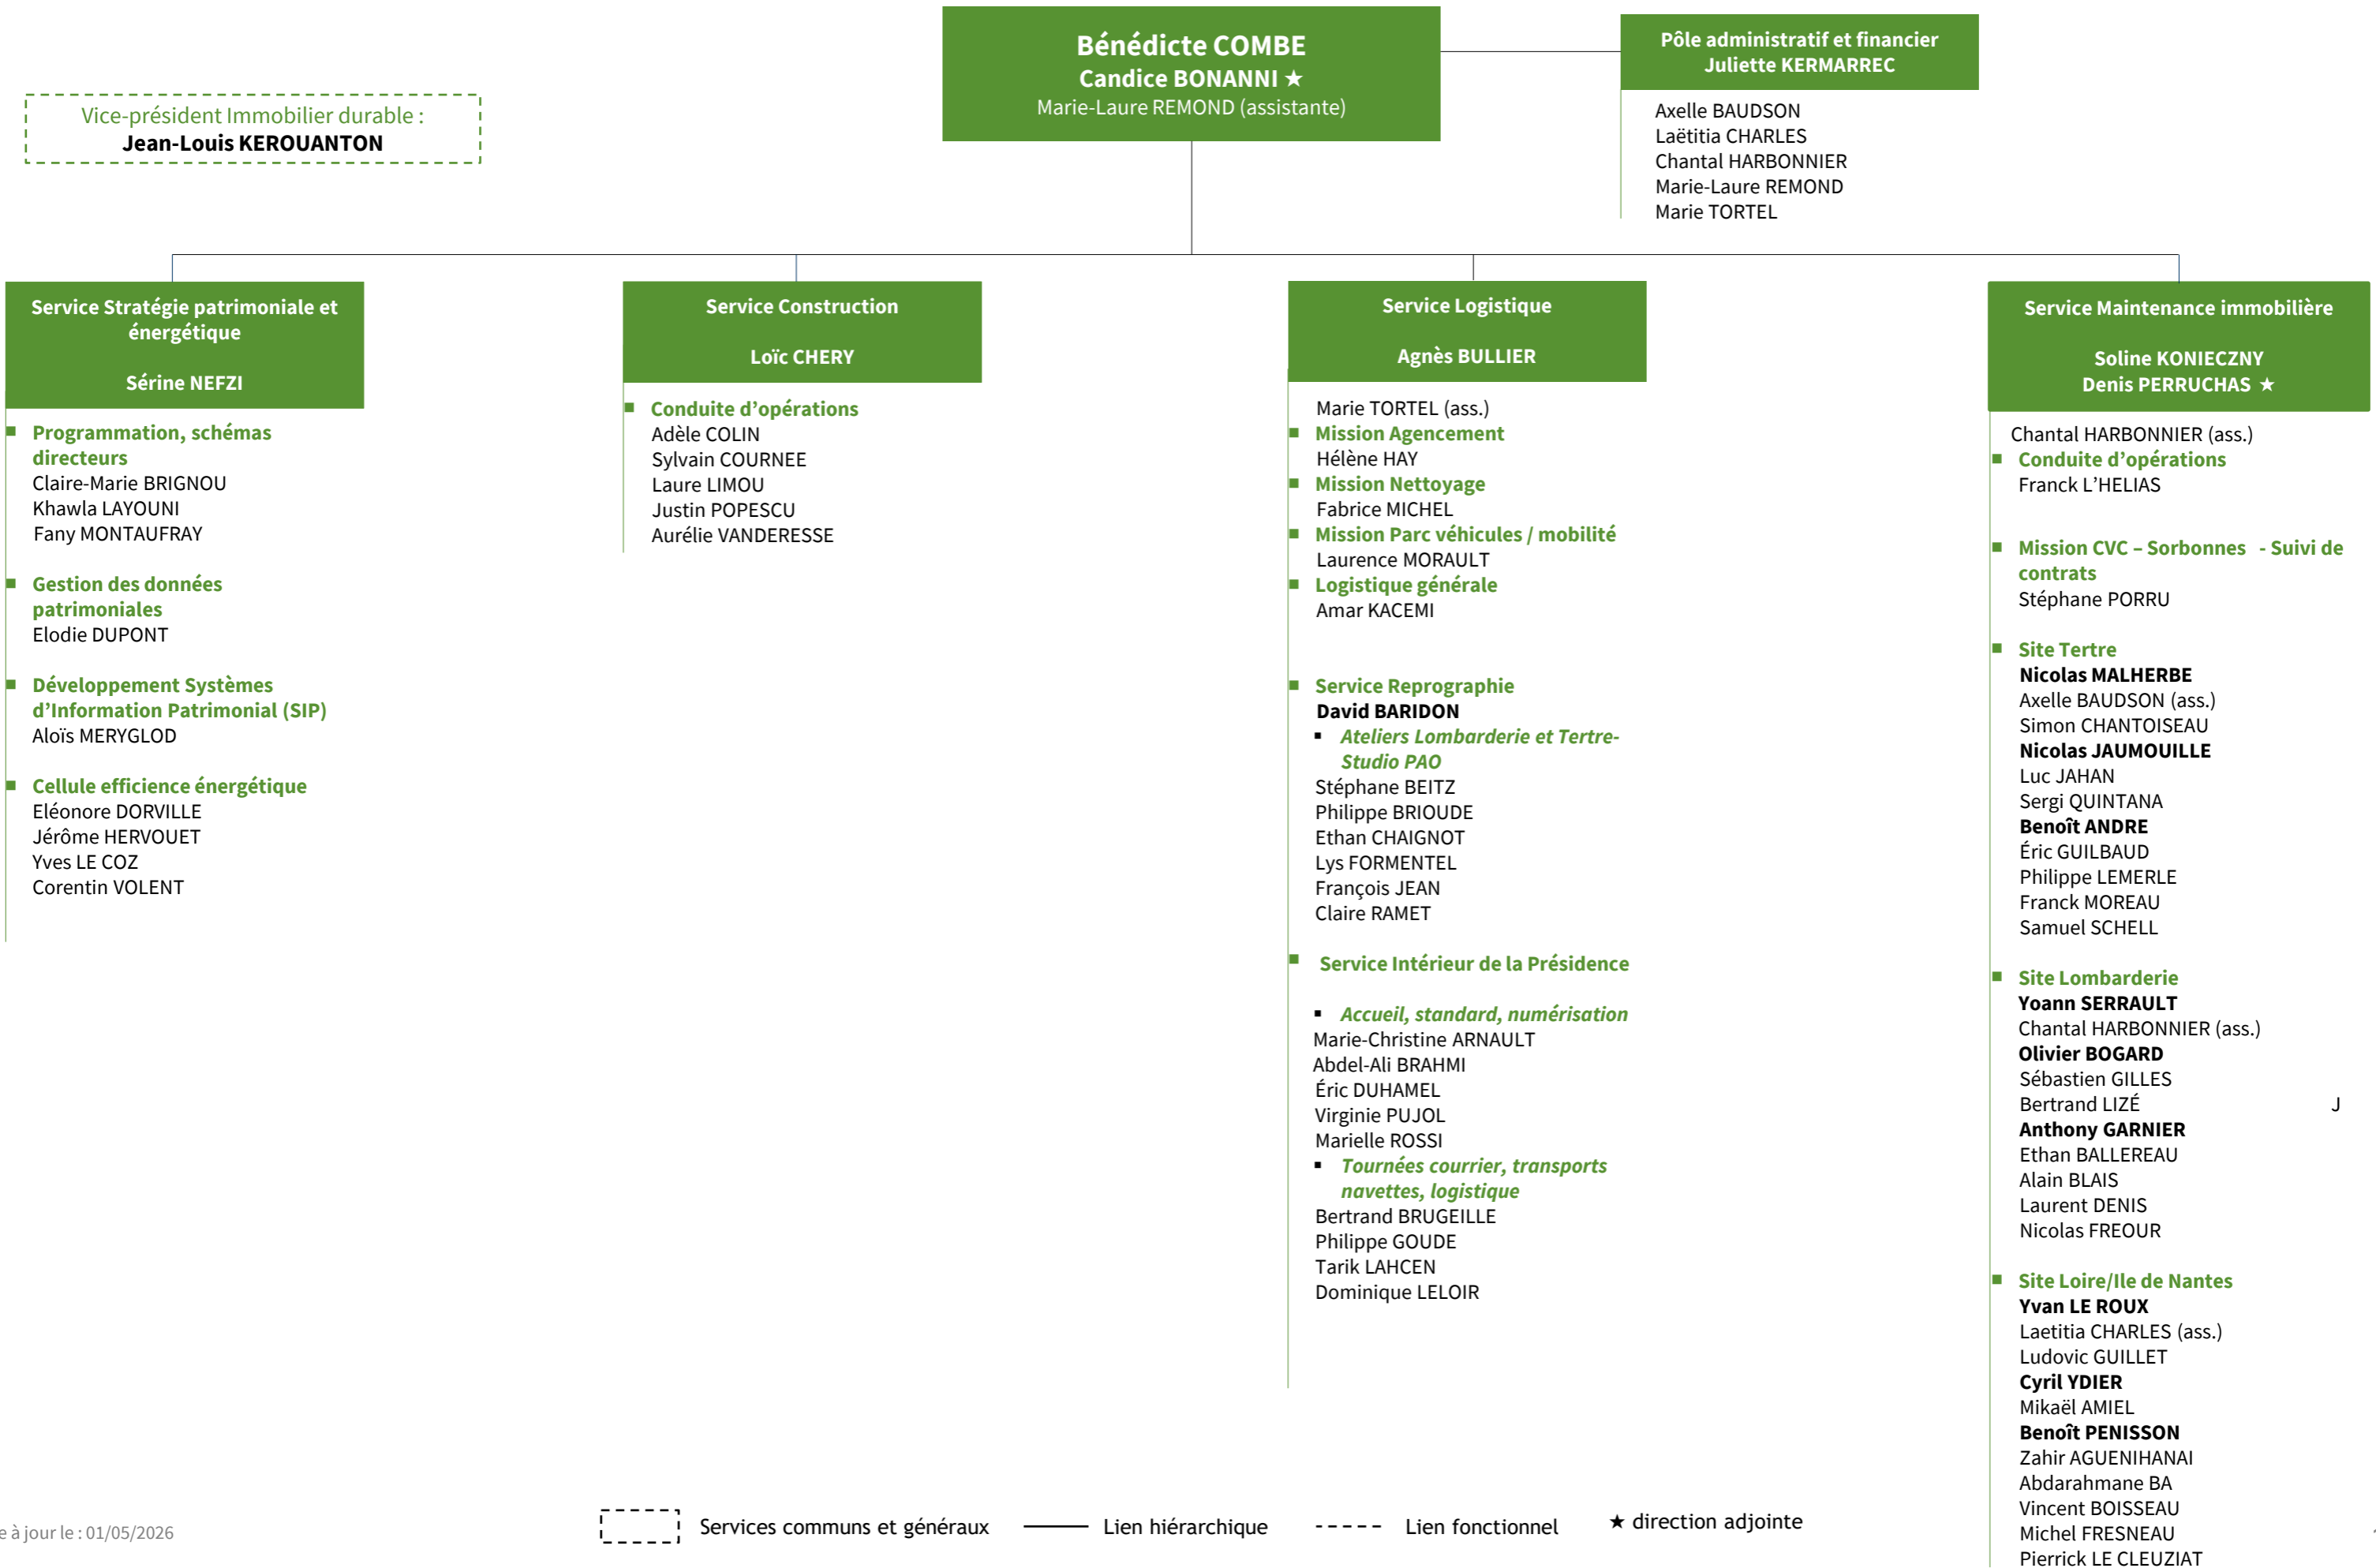 Bénédicte COMBE
Candice BONANNI ★
Marie-Laure REMOND (assistante)
Pôle administratif et financier
Juliette KERMARREC
Axelle BAUDSON
Laëtitia CHARLES
Chantal HARBONNIER
Marie-Laure REMOND
Marie TORTEL
Vice-président Immobilier durable :
Jean-Louis KEROUANTON
Service Stratégie patrimoniale et
énergétique
Sérine NEFZI
Programmation, schémas
directeurs
Claire-Marie BRIGNOU
Khawla LAYOUNI
Fany MONTAUFRAY
Gestion des données
patrimoniales
Elodie DUPONT
Développement Systèmes
d’Information Patrimonial (SIP)
Aloïs MERYGLOD
Cellule efficience énergétique
Eléonore DORVILLE
Jérôme HERVOUET
Yves LE COZ
Corentin VOLENT
Service Construction
Loïc CHERY
Conduite d’opérations
Adèle COLIN
Sylvain COURNEE
Laure LIMOU
Justin POPESCU
Aurélie VANDERESSE
Service Logistique
Agnès BULLIER
Marie TORTEL (ass.)
Mission Agencement
Hélène HAY
Mission Nettoyage
Fabrice MICHEL
Mission Parc véhicules / mobilité
Laurence MORAULT
Logistique générale
Amar KACEMI
Service Reprographie
David BARIDON
Ateliers Lombarderie et Tertre-
Studio PAO
Stéphane BEITZ
Philippe BRIOUDE
Ethan CHAIGNOT
Lys FORMENTEL
François JEAN
Claire RAMET
Service Intérieur de la Présidence
Accueil, standard, numérisation
Marie-Christine ARNAULT
Abdel-Ali BRAHMI
Éric DUHAMEL
Virginie PUJOL
Marielle ROSSI
Tournées courrier, transports
navettes, logistique
Bertrand BRUGEILLE
Philippe GOUDE
Tarik LAHCEN
Dominique LELOIR
Service Maintenance immobilière
Soline KONIECZNY
Denis PERRUCHAS ★
Chantal HARBONNIER (ass.)
Conduite d’opérations
Franck L’HELIAS
Mission CVC – Sorbonnes - Suivi de
contrats
Stéphane PORRU
Site Tertre
Nicolas MALHERBE
Axelle BAUDSON (ass.)
Simon CHANTOISEAU
Nicolas JAUMOUILLE
Luc JAHAN
Sergi QUINTANA
Benoît ANDRE
Éric GUILBAUD
Philippe LEMERLE
Franck MOREAU
Samuel SCHELL
Site Lombarderie
Yoann SERRAULT
Chantal HARBONNIER (ass.)
Olivier BOGARD
Sébastien GILLES
Bertrand LIZÉ J
Anthony GARNIER
Ethan BALLEREAU
Alain BLAIS
Laurent DENIS
Nicolas FREOUR
Site Loire/Ile de Nantes
Yvan LE ROUX
Laetitia CHARLES (ass.)
Ludovic GUILLET
Cyril YDIER
Mikaël AMIEL
Benoît PENISSON
Zahir AGUENIHANAI
Abdarahmane BA
Vincent BOISSEAU
Michel FRESNEAU
Pierrick LE CLEUZIAT
e à jour le : 01/05/2026
Services communs et généraux
Lien hiérarchique
Lien fonctionnel
★ direction adjointe